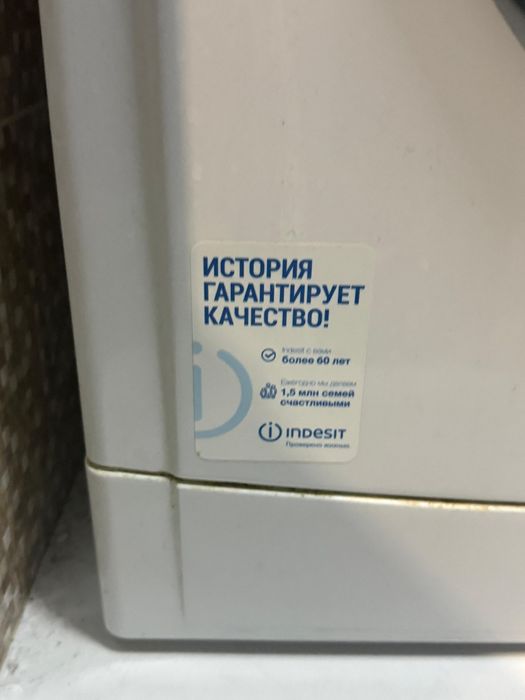 ИСТОРИЯ
ГАРАНТИРУЕТ
КАЧЕСТВО!
Indesit с вами
более 60 лет
Ежегодно мы делаем
1,5 млн семей
счастливыми
indesit
Проверено жизнью